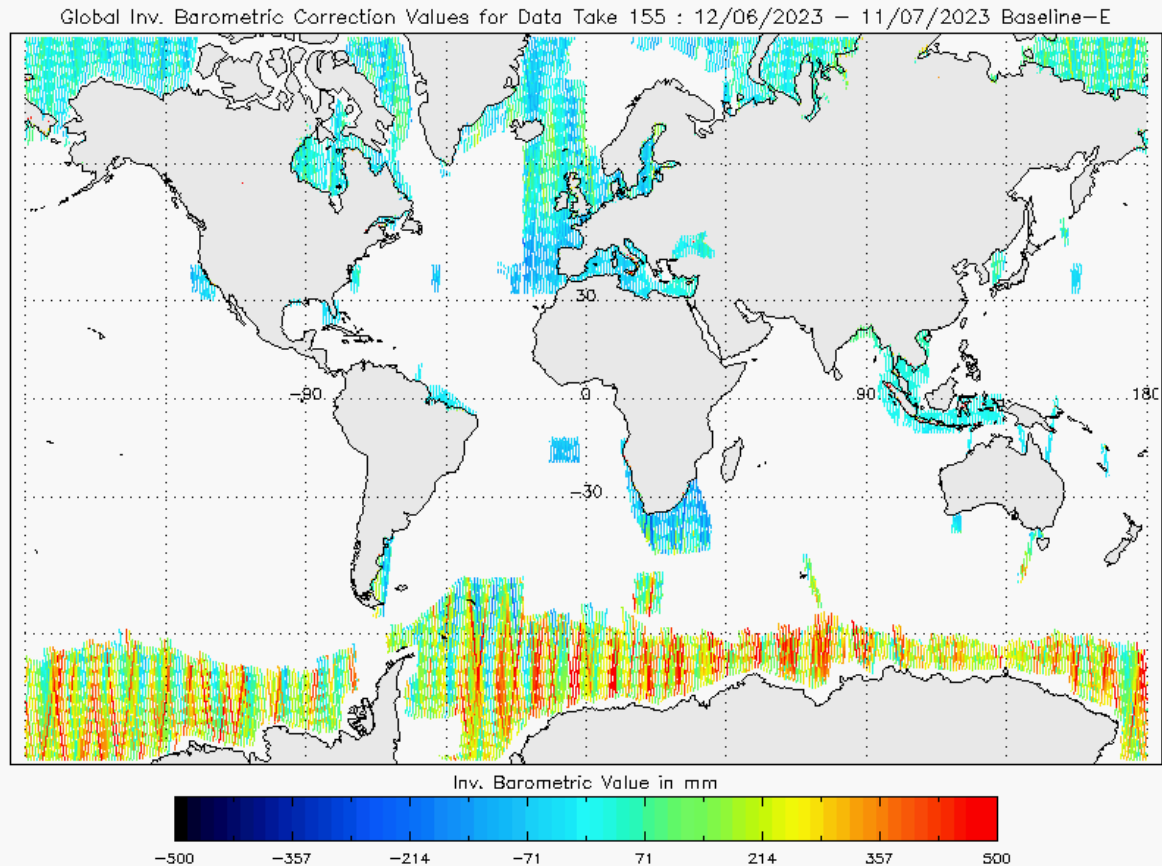 Global Inv. Barometric Correction Values for Data Take 155 : 12/06/2023 – 11/07/2023 Baseline–E
30
–90 0 90 180
–30
Inv. Barometric Value in mm
–500 –357 –214 –71 71 214 357 500